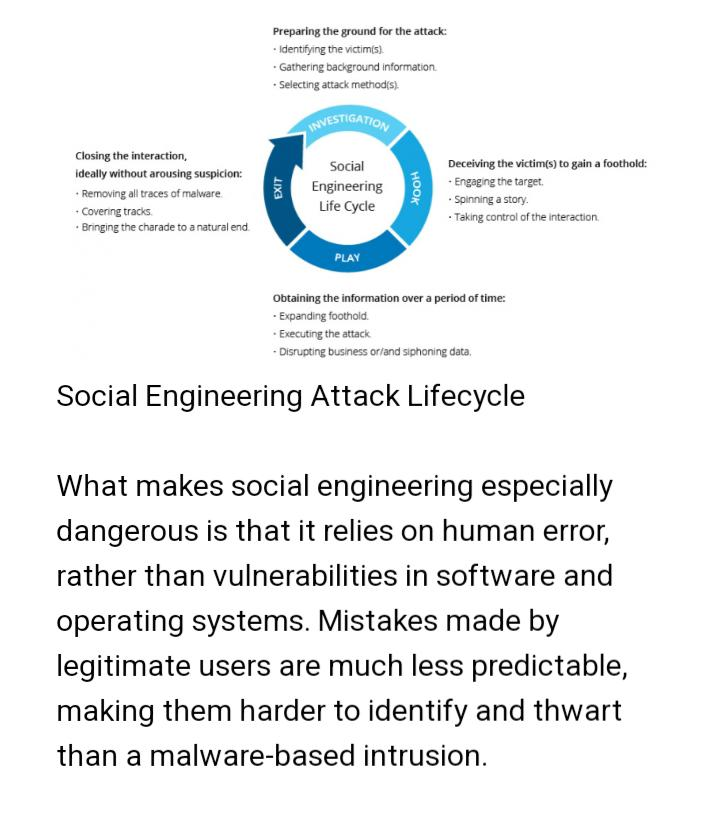 Preparing the ground for the attack:
· Identifying the victim(s).
· Gathering background information.
· Selecting attack method(s).
INVESTIGATION
Closing the interaction,
ideally without arousing suspicion:
· Removing all traces of malware.
· Covering tracks.
· Bringing the charade to a natural end.
EXIT
Social
Engineering
Life Cycle
HOOK
Deceiving the victim(s) to gain a foothold:
· Engaging the target.
· Spinning a story.
· Taking control of the interaction.
PLAY
Obtaining the information over a period of time:
· Expanding foothold.
· Executing the attack.
· Disrupting business or/and siphoning data.
Social Engineering Attack Lifecycle
What makes social engineering especially
dangerous is that it relies on human error,
rather than vulnerabilities in software and
operating systems. Mistakes made by
legitimate users are much less predictable,
making them harder to identify and thwart
than a malware-based intrusion.